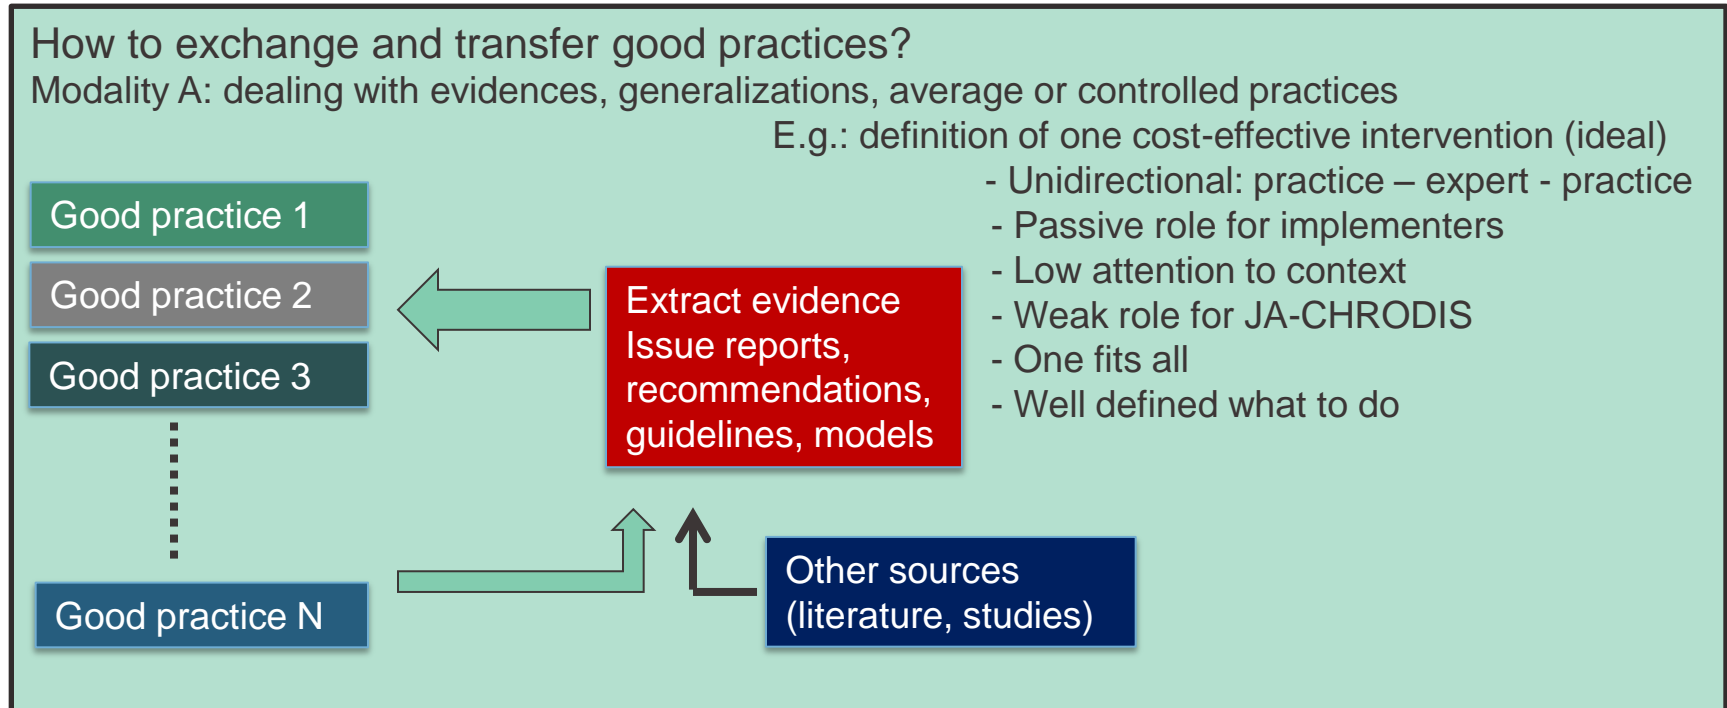 How to exchange and transfer good practices?
Modality A: dealing with evidences, generalizations, average or controlled practices
E.g.: definition of one cost-effective intervention (ideal)
- Unidirectional: practice – expert - practice
- Passive role for implementers
- Low attention to context
- Weak role for JA-CHRODIS
- One fits all
- Well defined what to do
Good practice 1
Good practice 2
Good practice 3
Good practice N
Extract evidence
Issue reports,
recommendations,
guidelines, models
Other sources
(literature, studies)